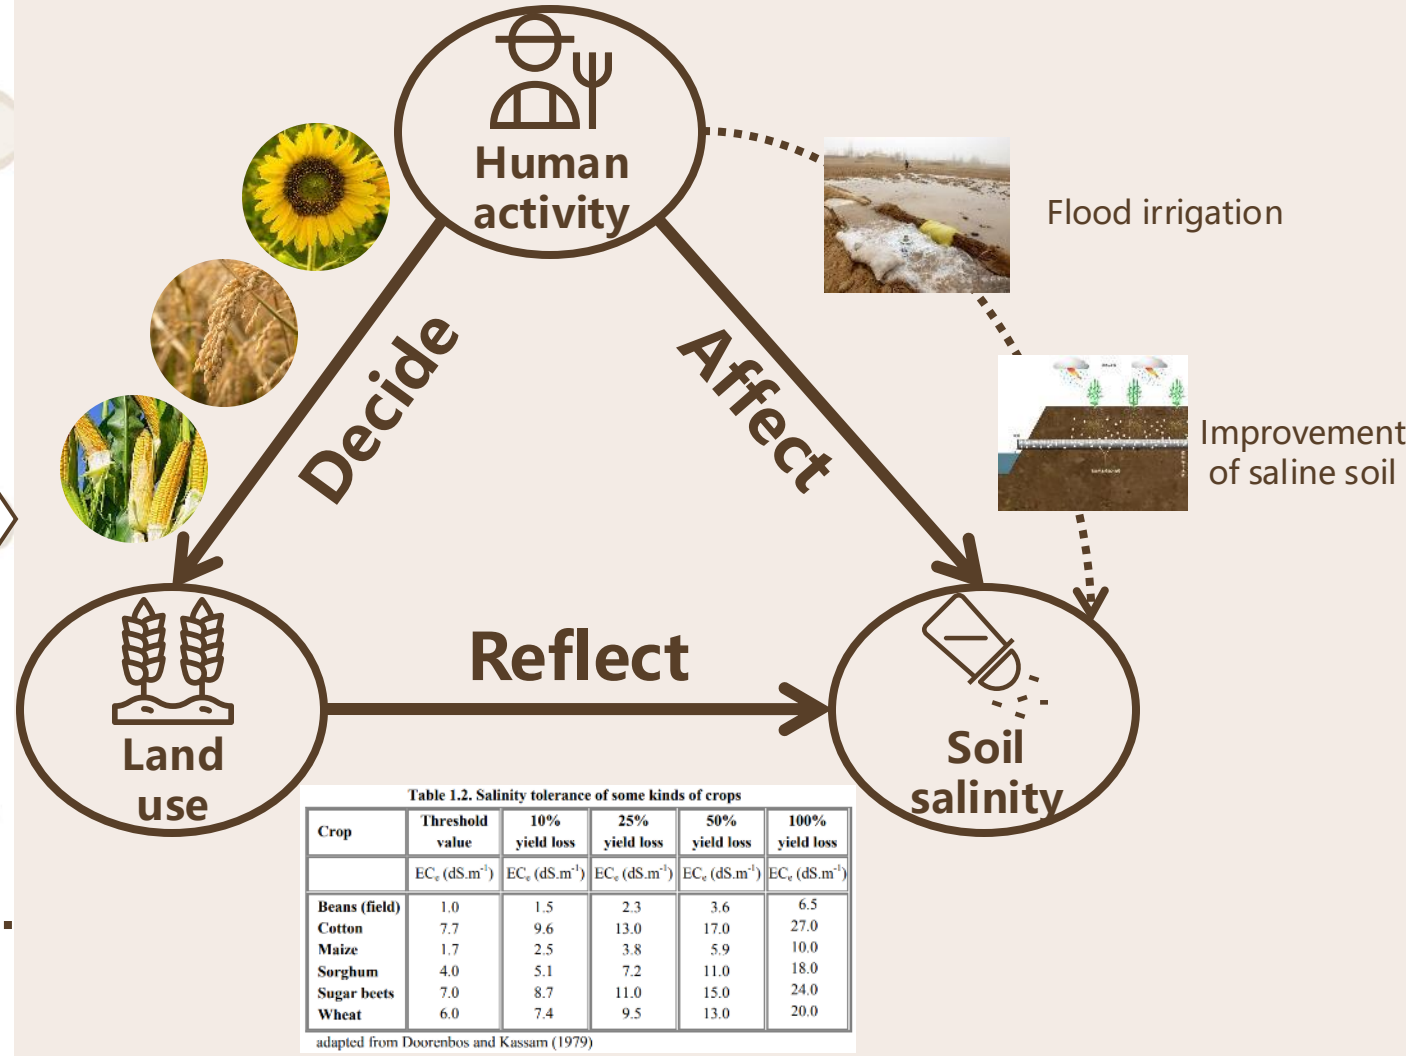 Human
activity
Flood irrigation
Decide
Affect
Improvement
of saline soil
Reflect
Land
use
Soil
salinity
Table 1.2. Salinity tolerance of some kinds of crops
Crop Threshold value 10% yield loss 25% yield loss 50% yield loss 100% yield loss
ECe (dS.m-1) ECe (dS.m-1) ECe (dS.m-1) ECe (dS.m-1) ECe (dS.m-1)
Beans (field) 1.0 1.5 2.3 3.6 6.5
Cotton 7.7 9.6 13.0 17.0 27.0
Maize 1.7 2.5 3.8 5.9 10.0
Sorghum 4.0 5.1 7.2 11.0 18.0
Sugar beets 7.0 8.7 11.0 15.0 24.0
Wheat 6.0 7.4 9.5 13.0 20.0
adapted from Doorenbos and Kassam (1979)